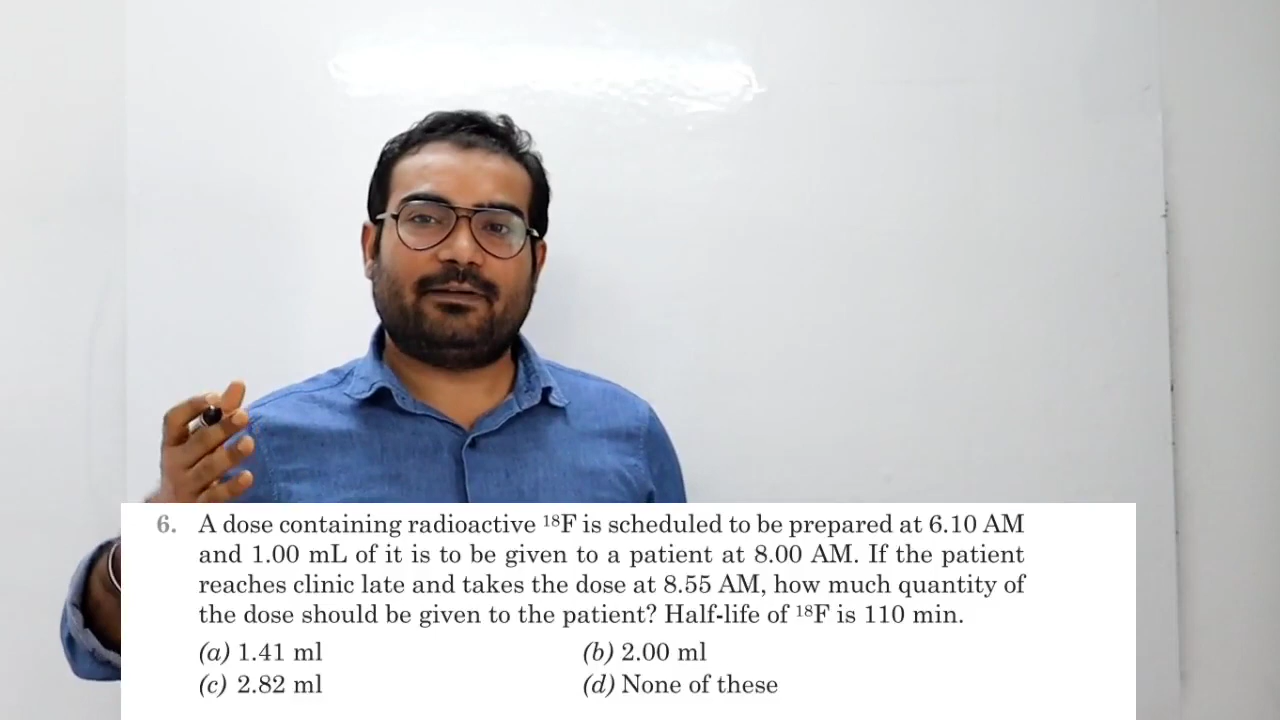 6. A dose containing radioactive ¹⁸F is scheduled to be prepared at 6.10 AM
and 1.00 mL of it is to be given to a patient at 8.00 AM. If the patient
reaches clinic late and takes the dose at 8.55 AM, how much quantity of
the dose should be given to the patient? Half-life of ¹⁸F is 110 min.
(a) 1.41 ml (b) 2.00 ml
(c) 2.82 ml (d) None of these